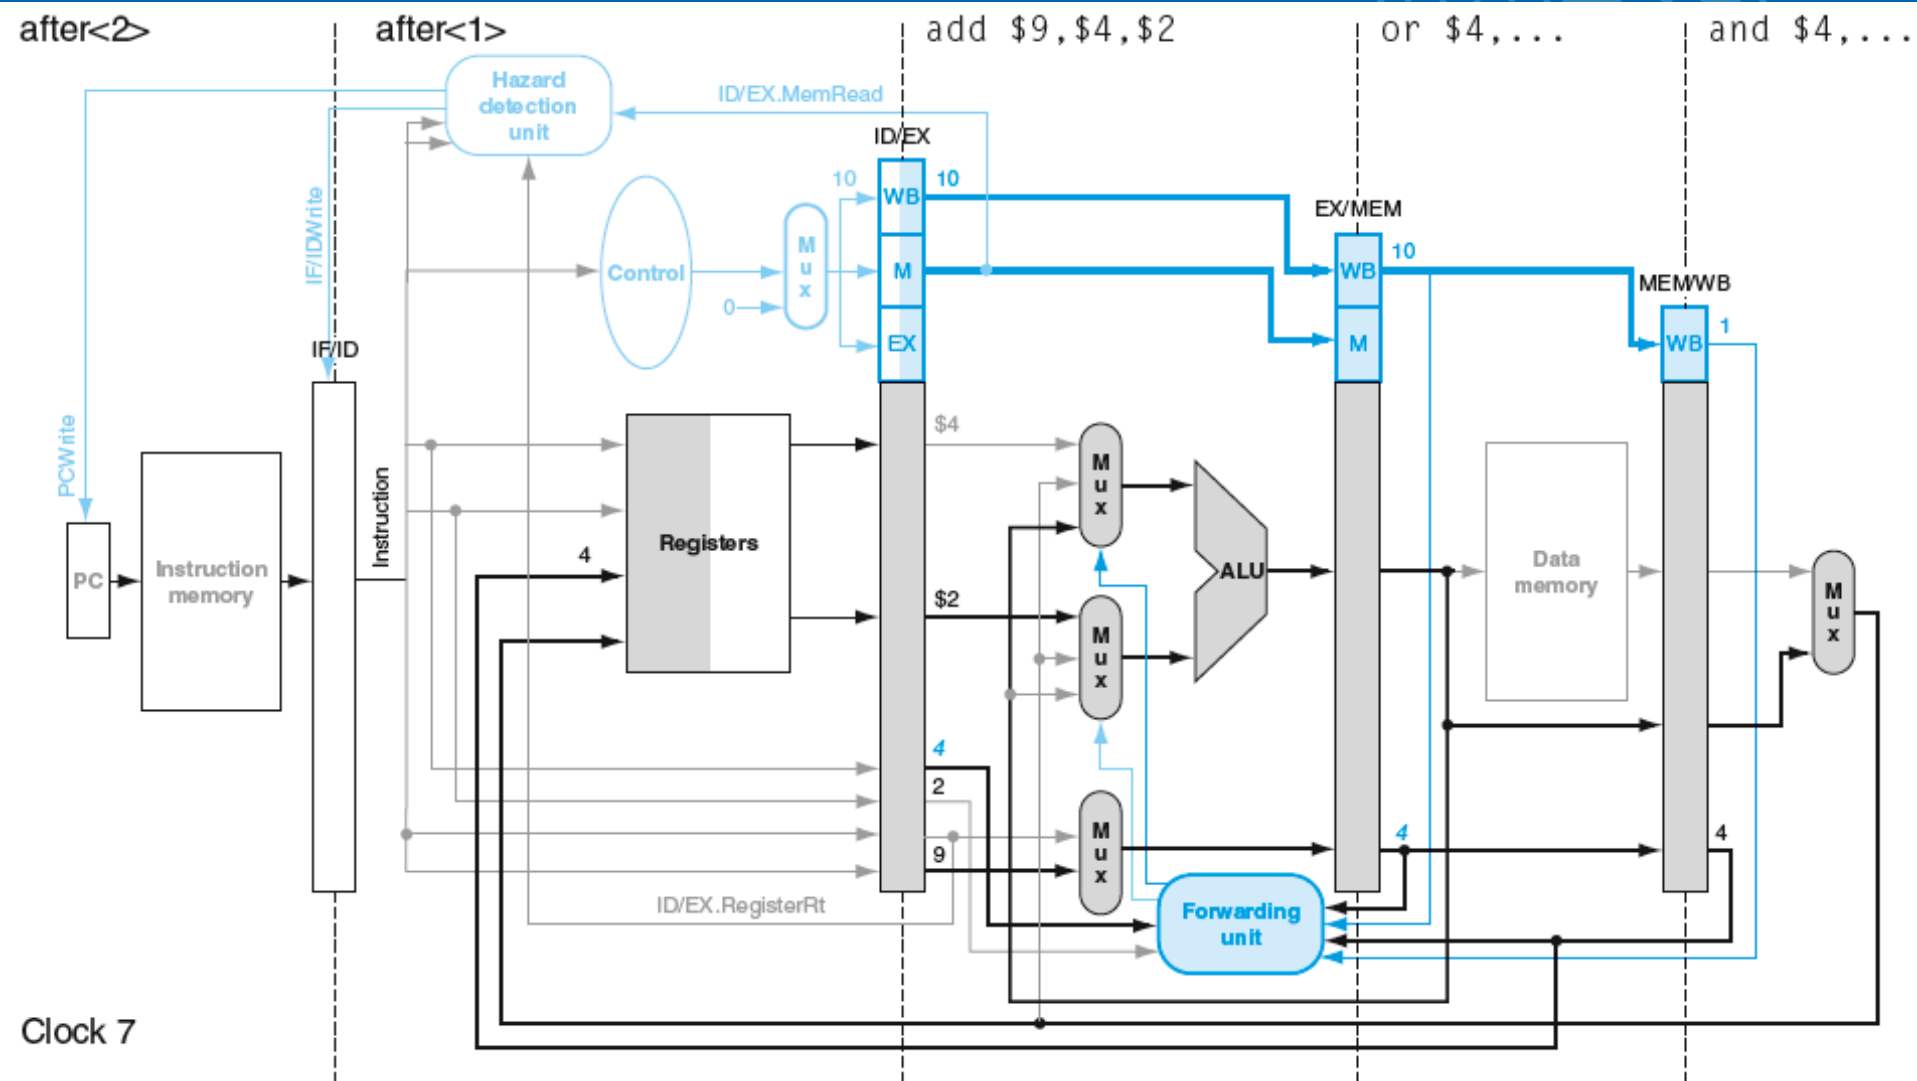 after<2>
after<1>
add $9,$4,$2
or $4,...
and $4,...
Hazard
detection
unit
ID/EX.MemRead
ID/EX
10
WB
10
IF/IDWrite
M
u
x
Control
M
0
EX
EX/MEM
10
WB
M
MEM/WB
1
WB
IF/ID
PCWrite
$4
M
u
x
Instruction
PC
Instruction
memory
4
Registers
$2
M
u
x
ALU
Data
memory
M
u
x
4
2
9
M
u
x
4
4
ID/EX.RegisterRt
Forwarding
unit
Clock 7